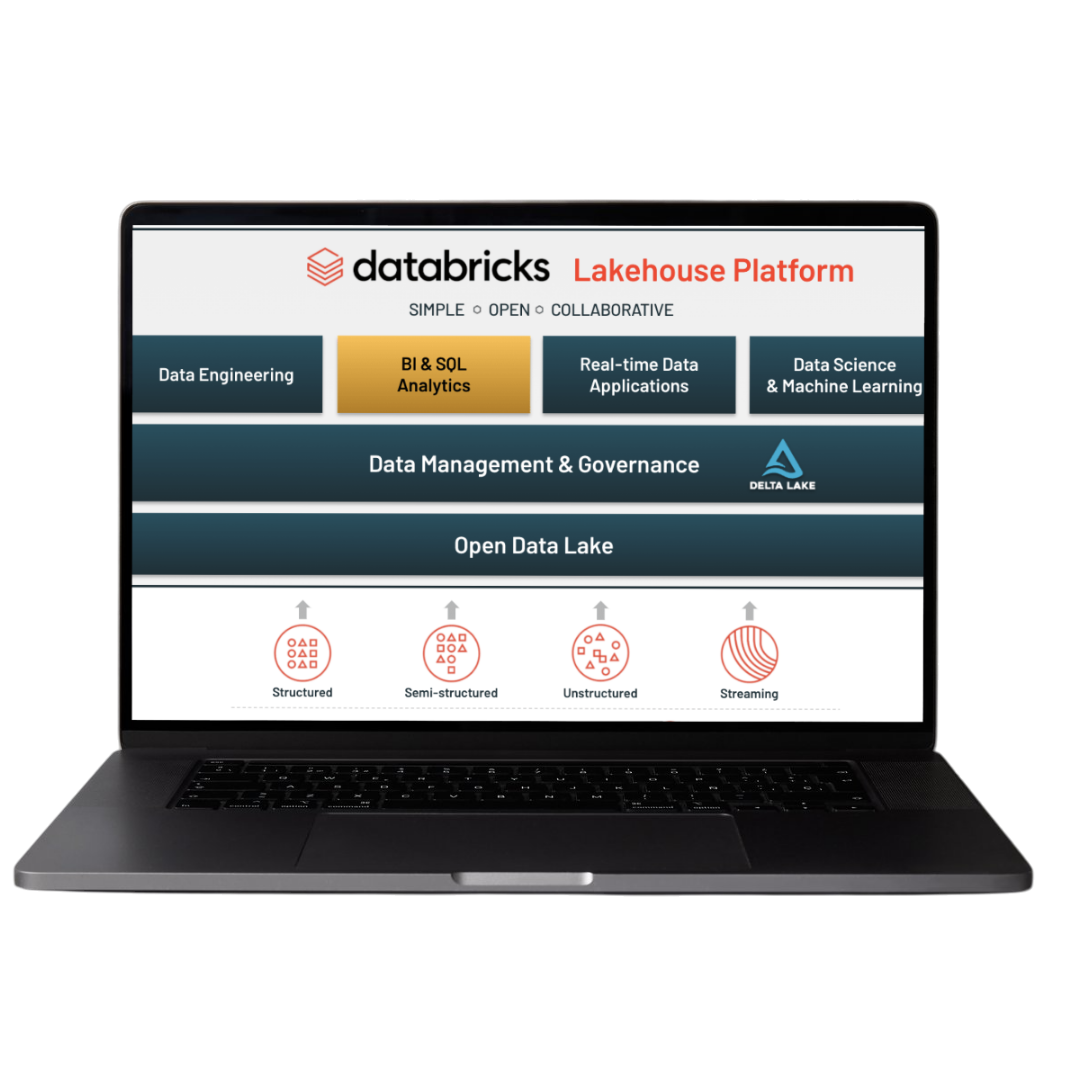 databricks Lakehouse Platform
SIMPLE ○ OPEN ○ COLLABORATIVE
Data Engineering
BI & SQL
Analytics
Real-time Data
Applications
Data Science
& Machine Learning
Data Management & Governance
DELTA LAKE
Open Data Lake
Structured
Semi-structured
Unstructured
Streaming